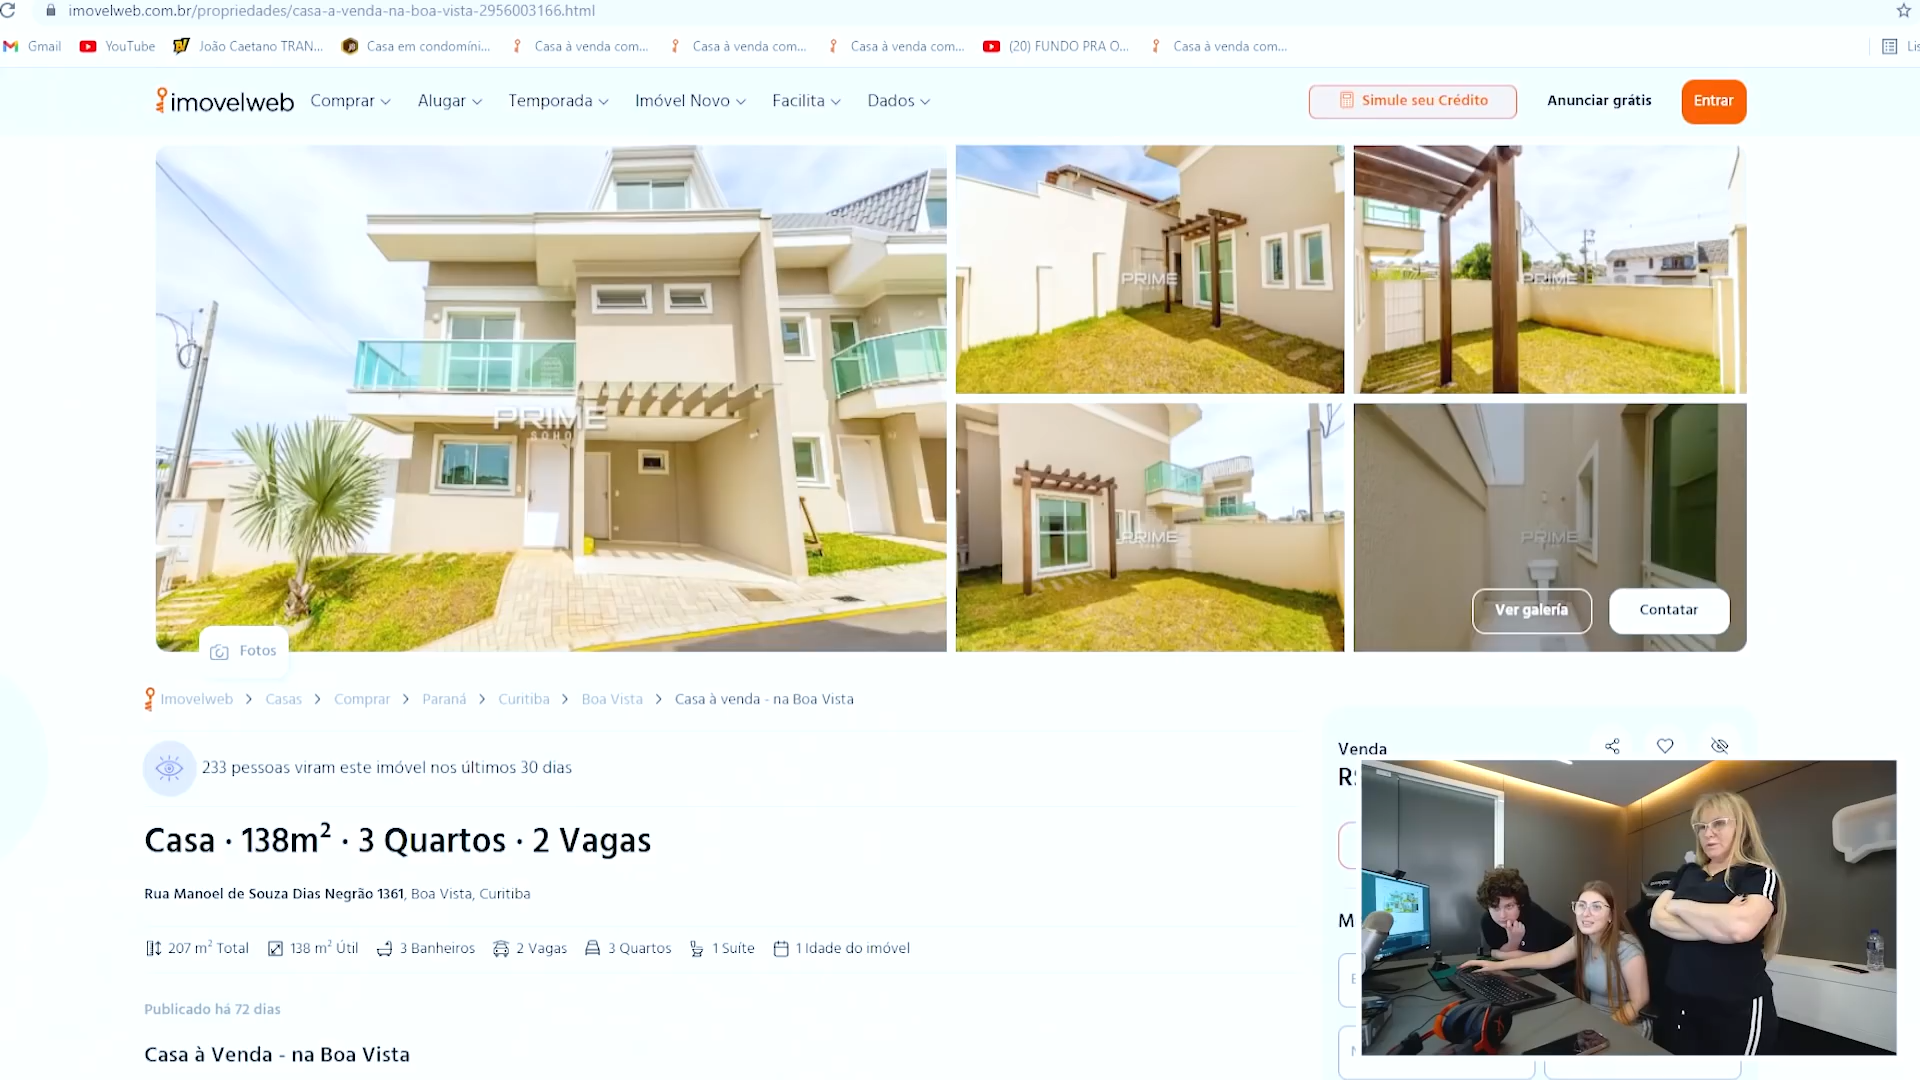 imovelweb.com.br/propriedades/casa-a-venda-na-boa-vista-2956003166.html
Gmail
YouTube
João Caetano TRAN...
Casa em condomíni...
Casa à venda com...
Casa à venda com...
Casa à venda com...
(20) FUNDO PRA O...
Casa à venda com...
Lis
imovelweb
Comprar
Alugar
Temporada
Imóvel Novo
Facilita
Dados
Simule seu Crédito
Anunciar grátis
Entrar
PRIME
SOHO
PRIME
PRIME
PRIME
PRIME
Ver galería
Contatar
Fotos
Imovelweb > Casas > Comprar > Paraná > Curitiba > Boa Vista > Casa à venda - na Boa Vista
233 pessoas viram este imóvel nos últimos 30 dias
Venda
R$
Casa · 138m² · 3 Quartos · 2 Vagas
Rua Manoel de Souza Dias Negrão 1361, Boa Vista, Curitiba
M
207 m² Total
138 m² Útil
3 Banheiros
2 Vagas
3 Quartos
1 Suíte
1 Idade do imóvel
Publicado há 72 dias
Casa à Venda - na Boa Vista